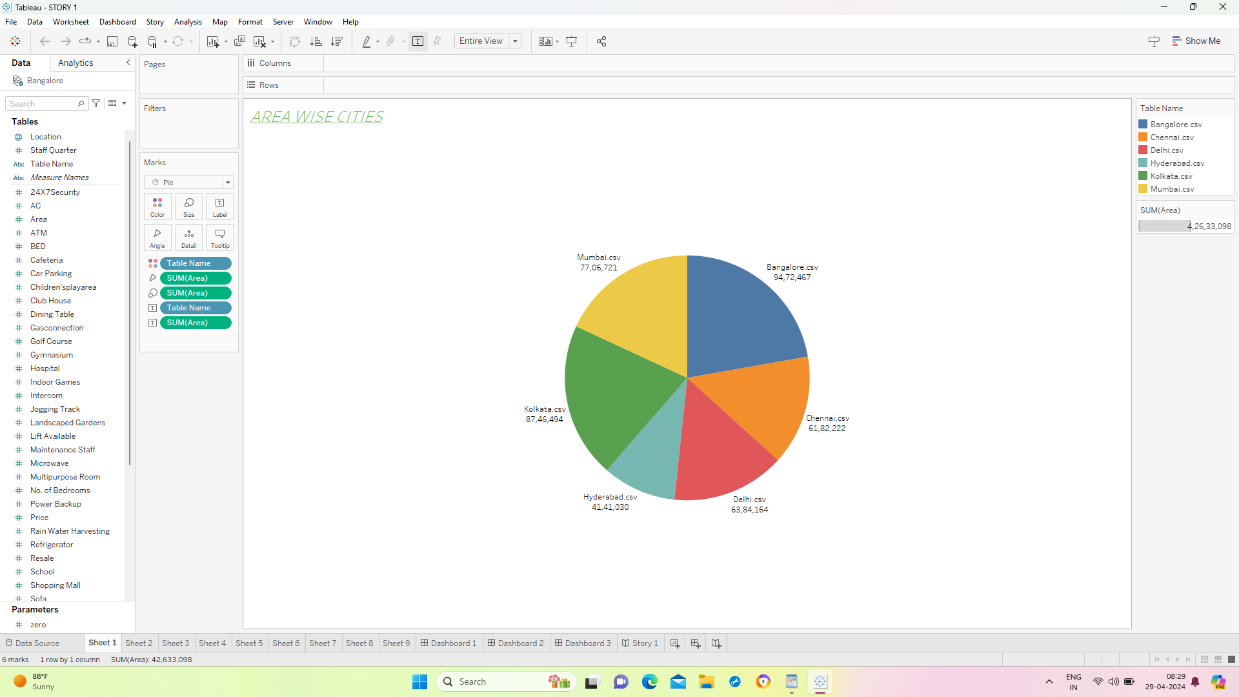 Tableau - STORY 1
File Data Worksheet Dashboard Story Analysis Map Format Server Window Help
Entire View
Show Me
Data Analytics
Bangalore
Search
Tables
Location
Staff Quarter
Abc Table Name
Abc Measure Names
24X7Security
AC
Area
ATM
BED
Cafeteria
Car Parking
Children'splayarea
Club House
Dining Table
Gasconnection
Golf Course
Gymnasium
Hospital
Indoor Games
Intercom
Jogging Track
Landscaped Gardens
Lift Available
Maintenance Staff
Microwave
Multipurpose Room
No. of Bedrooms
Power Backup
Price
Rain Water Harvesting
Refrigerator
Resale
School
Shopping Mall
Sofa
Parameters
zero
Pages
Filters
Marks
Pie
Color Size Label
Angle Detail Tooltip
Table Name
SUM(Area)
SUM(Area)
Table Name
SUM(Area)
Columns
Rows
AREA WISE CITIES
Mumbai.csv
77,06,721
Bangalore.csv
94,72,467
Kolkata.csv
87,46,494
Chennai.csv
61,82,222
Hyderabad.csv
41,41,030
Delhi.csv
63,84,164
Table Name
Bangalore.csv
Chennai.csv
Delhi.csv
Hyderabad.csv
Kolkata.csv
Mumbai.csv
SUM(Area)
4,26,33,098
Data Source Sheet 1 Sheet 2 Sheet 3 Sheet 4 Sheet 5 Sheet 6 Sheet 7 Sheet 8 Sheet 9 Dashboard 1 Dashboard 2 Dashboard 3 Story 1
6 marks 1 row by 1 column SUM(Area): 42,633,098
88°F
Sunny
Search
ENG
IN
08:29
29-04-2024